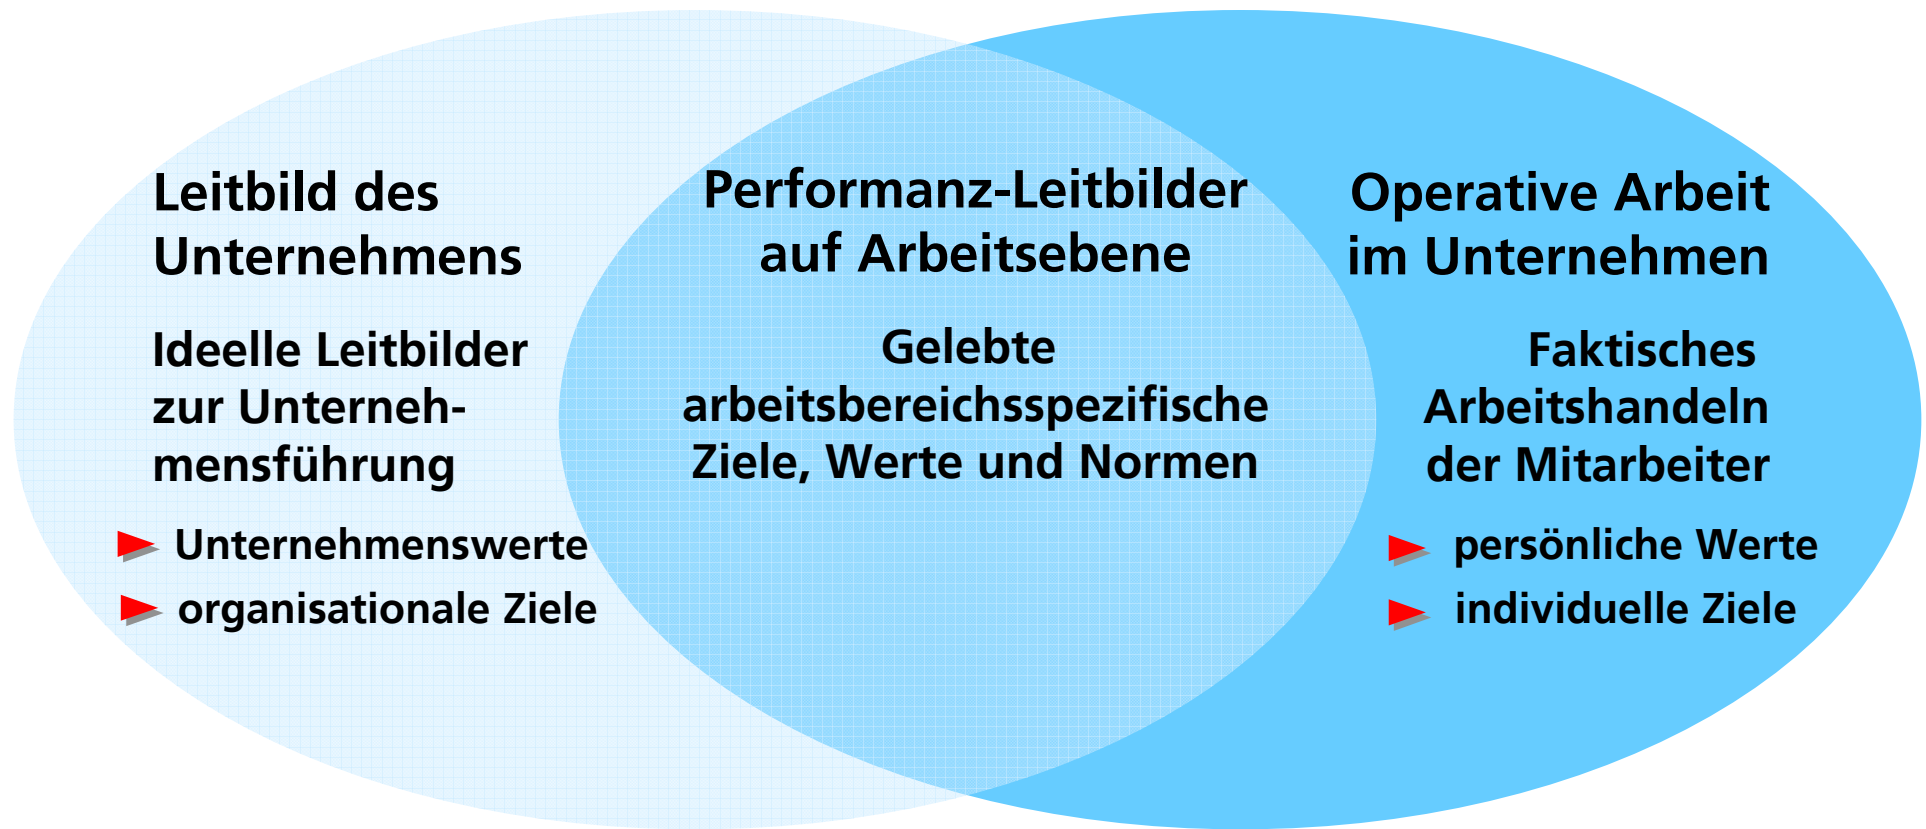 Leitbild des
Unternehmens
Ideelle Leitbilder
zur Unterneh-
mensführung
Unternehmenswerte
organisationale Ziele
Performanz-Leitbilder
auf Arbeitsebene
Gelebte
arbeitsbereichsspezifische
Ziele, Werte und Normen
Operative Arbeit
im Unternehmen
Faktisches
Arbeitshandeln
der Mitarbeiter
persönliche Werte
individuelle Ziele